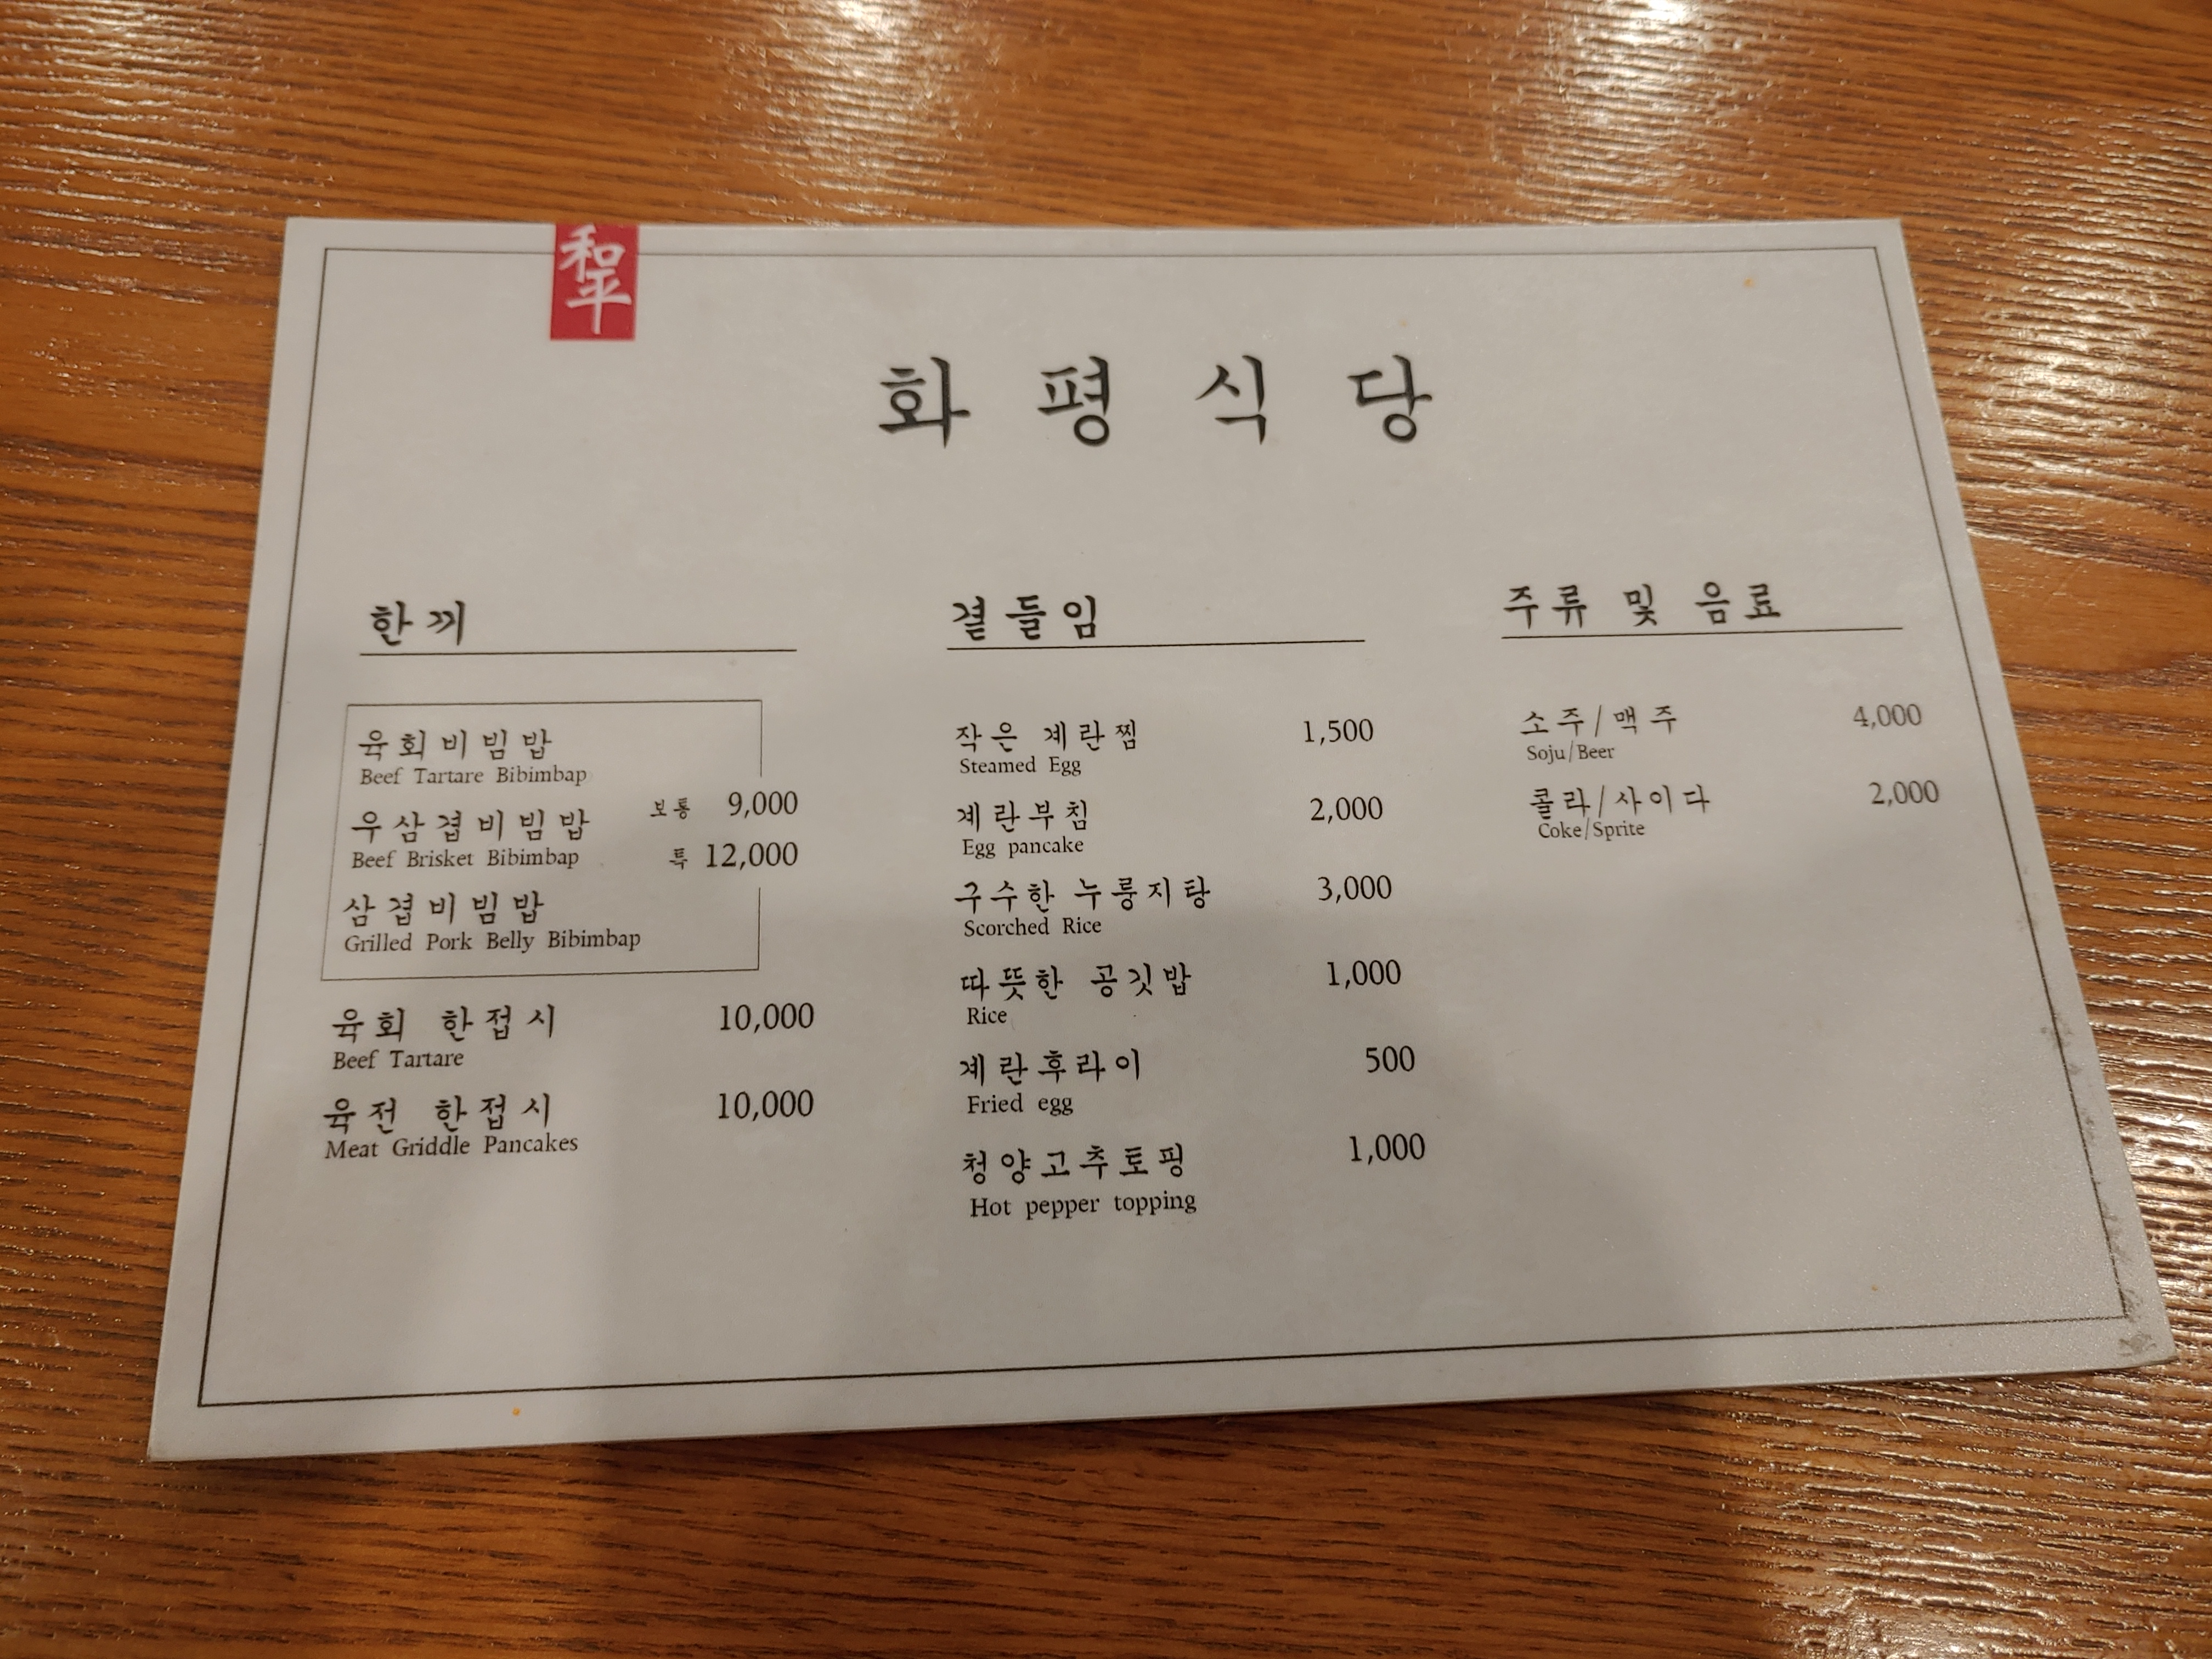 和平
화평식당
한끼
육회비빔밥
Beef Tartare Bibimbap
우삼겹비빔밥
Beef Brisket Bibimbap
삼겹비빔밥
Grilled Pork Belly Bibimbap
보통 9,000
특 12,000
육회 한접시 10,000
Beef Tartare
육전 한접시 10,000
Meat Griddle Pancakes
곁들임
작은 계란찜 1,500
Steamed Egg
계란부침 2,000
Egg pancake
구수한 누룽지탕 3,000
Scorched Rice
따뜻한 공깃밥 1,000
Rice
계란후라이 500
Fried egg
청양고추토핑 1,000
Hot pepper topping
주류 및 음료
소주/맥주 4,000
Soju/Beer
콜라/사이다 2,000
Coke/Sprite